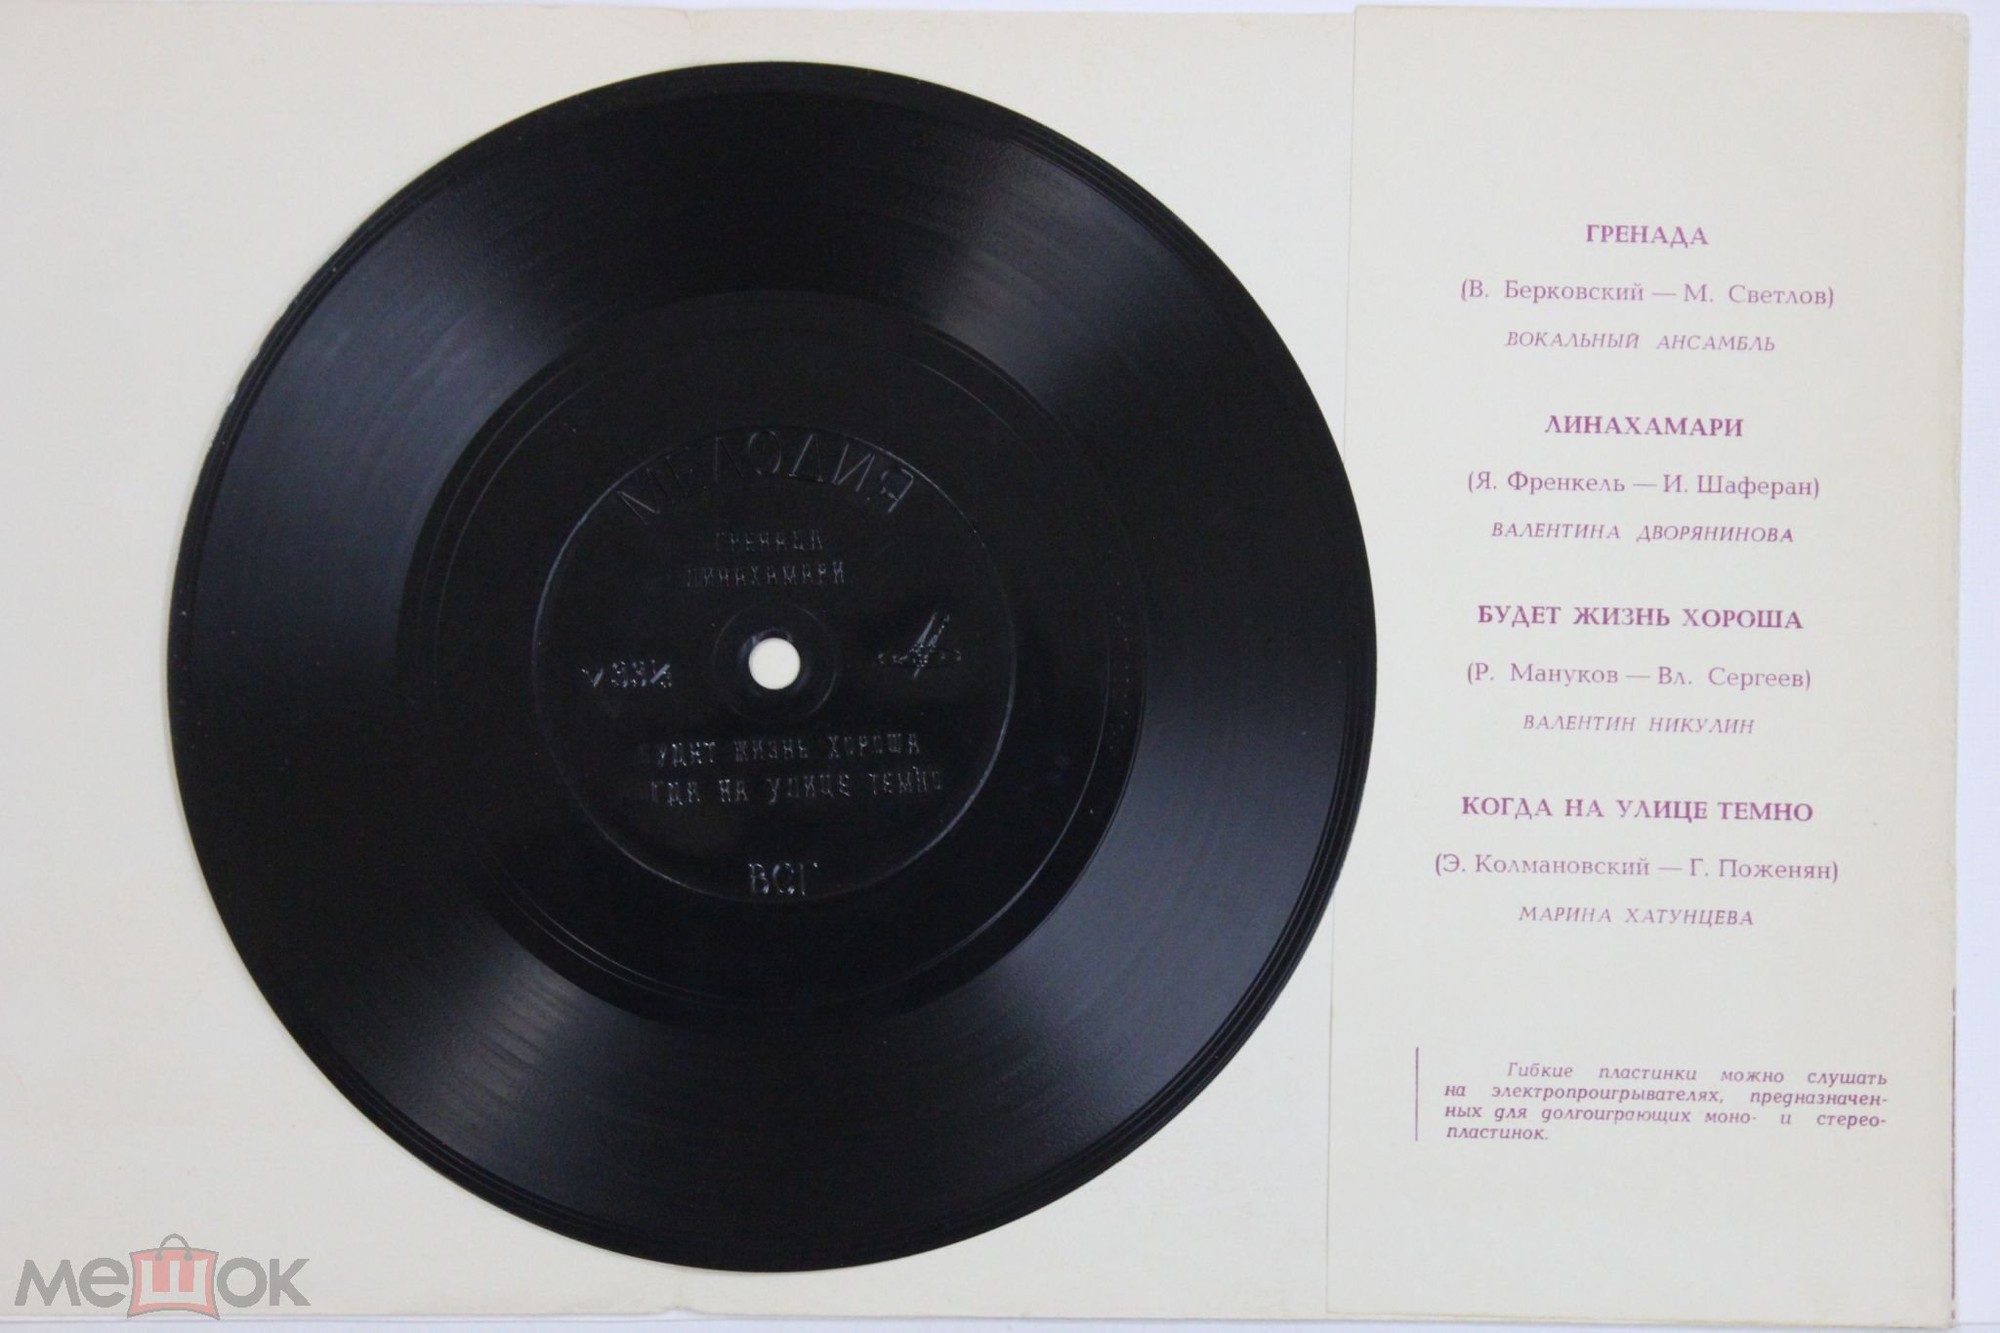 МЕЛОДИЯ
ГРЕНАДА
ЛИНАХАМАРИ
33
ЖИЗНЬ ХОРОША
НА УЛИЦЕ ТЕМНО
ВСГ
ГРЕНАДА
(В. Берковский — М. Светлов)
ВОКАЛЬНЫЙ АНСАМБЛЬ
ЛИНАХАМАРИ
(Я. Френкель — И. Шаферан)
ВАЛЕНТИНА ДВОРЯНИНОВА
БУДЕТ ЖИЗНЬ ХОРОША
(Р. Мануков — Вл. Сергеев)
ВАЛЕНТИН НИКУЛИН
КОГДА НА УЛИЦЕ ТЕМНО
(Э. Колмановский — Г. Поженян)
МАРИНА ХАТУНЦЕВА
Гибкие пластинки можно слушать
на электропроигрывателях, предназначен-
ных для долгоиграющих моно- и стерео-
пластинок.
мешок